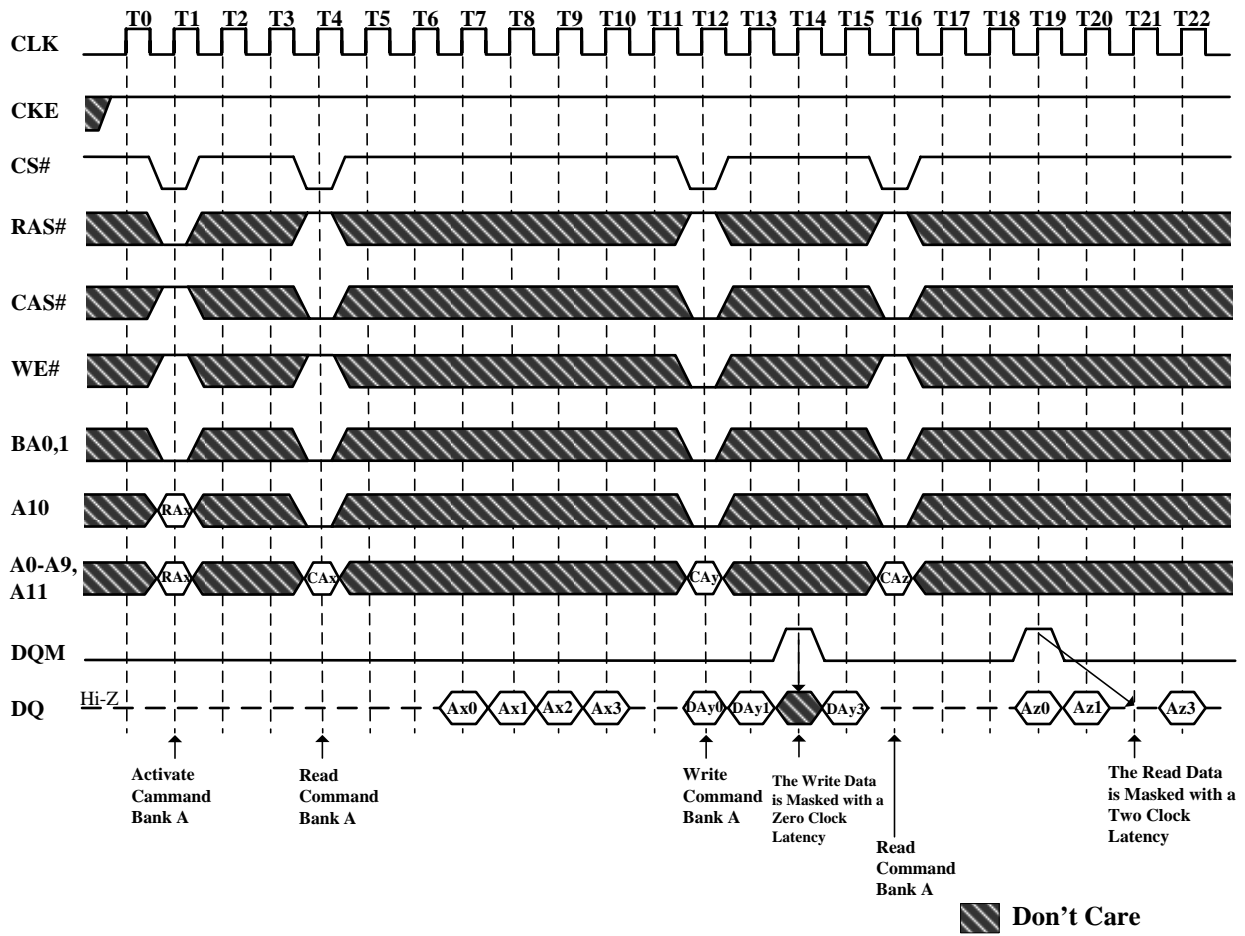 T0 T1 T2 T3 T4 T5 T6 T7 T8 T9 T10 T11 T12 T13 T14 T15 T16 T17 T18 T19 T20 T21 T22
CLK
CKE
CS#
RAS#
CAS#
WE#
BA0,1
A10
RAx
A0-A9,
A11
RAx CAx CAy CAz
DQM
DQ
Hi-Z
Ax0 Ax1 Ax2 Ax3 DAy0 DAy1 DAy3 Az0 Az1 Az3
Activate
Cammand
Bank A
Read
Command
Bank A
Write
Command
Bank A
The Write Data
is Masked with a
Zero Clock
Latency
Read
Command
Bank A
The Read Data
is Masked with a
Two Clock
Latency
Don't Care